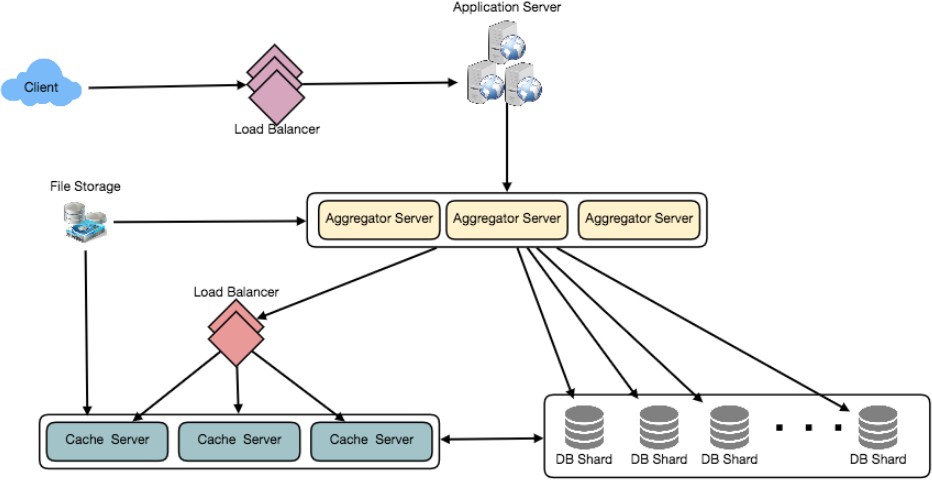 Application Server
Client
Load Balancer
File Storage
Aggregator Server
Aggregator Server
Aggregator Server
Load Balancer
Cache Server
Cache Server
Cache Server
DB Shard
DB Shard
DB Shard
DB Shard